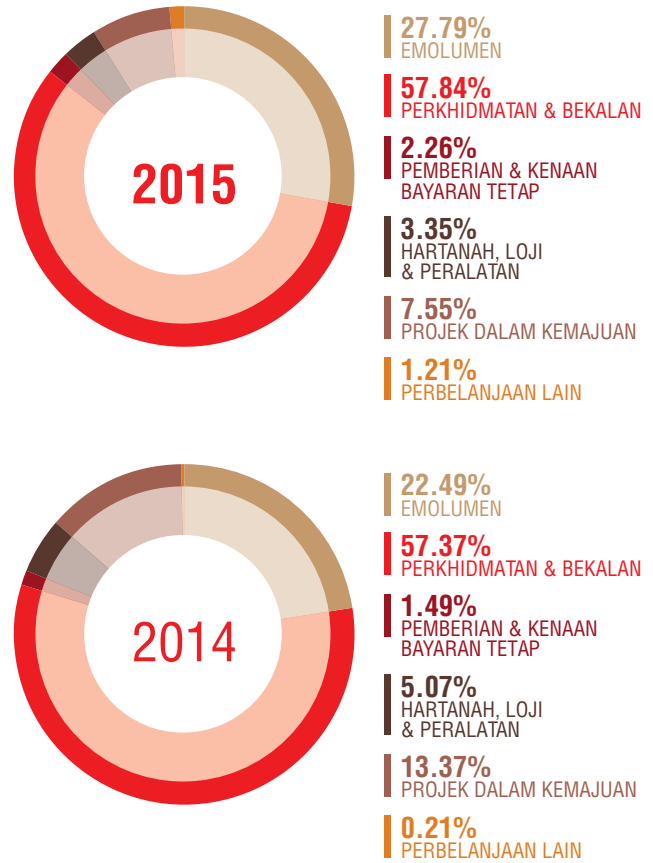 2015
27.79%
EMOLUMEN
57.84%
PERKHIDMATAN & BEKALAN
2.26%
PEMBERIAN & KENAAN
BAYARAN TETAP
3.35%
HARTANAH, LOJI
& PERALATAN
7.55%
PROJEK DALAM KEMAJUAN
1.21%
PERBELANJAAN LAIN
2014
22.49%
EMOLUMEN
57.37%
PERKHIDMATAN & BEKALAN
1.49%
PEMBERIAN & KENAAN
BAYARAN TETAP
5.07%
HARTANAH, LOJI
& PERALATAN
13.37%
PROJEK DALAM KEMAJUAN
0.21%
PERBELANJAAN LAIN